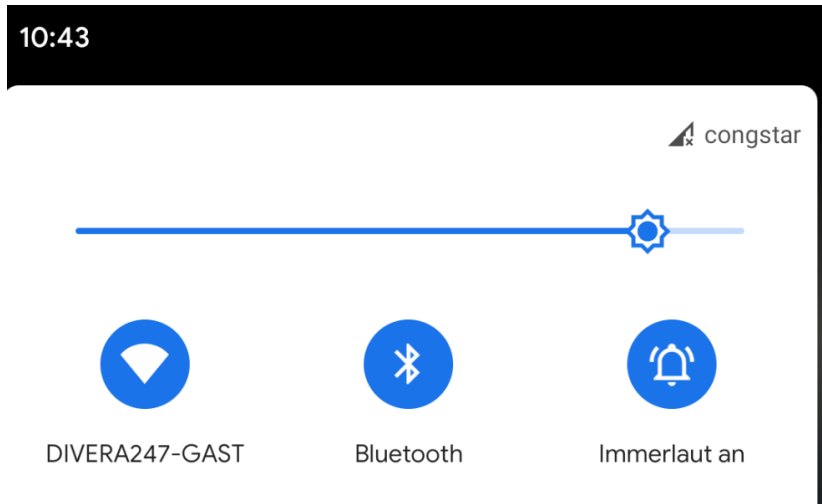 10:43
congstar
DIVERA247-GAST
Bluetooth
Immerlaut an